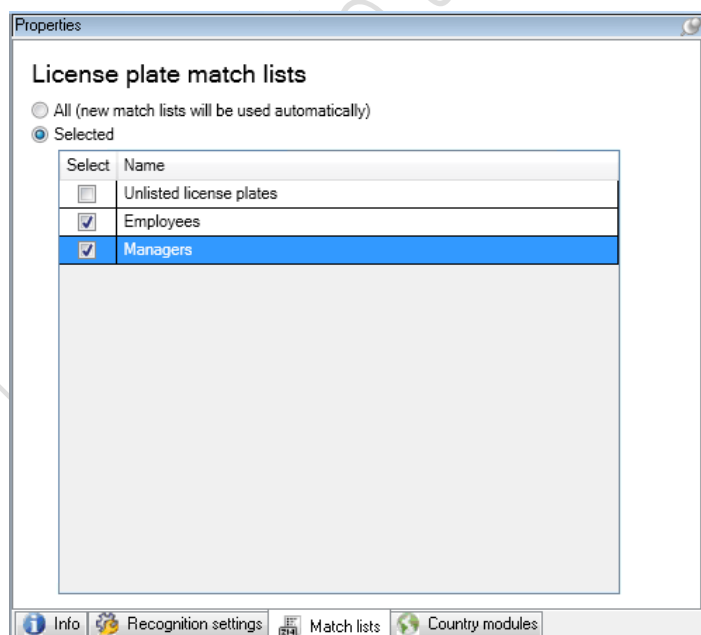 Properties
License plate match lists
All (new match lists will be used automatically)
Selected
Select Name
Unlisted license plates
Employees
Managers
Info Recognition settings Match lists Country modules